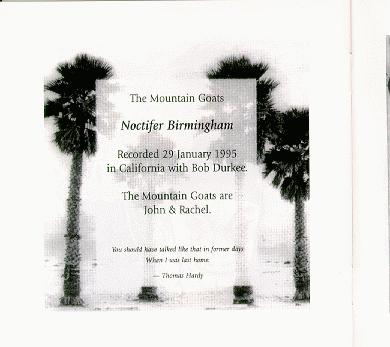 The Mountain Goats
Noctifer Birmingham
Recorded 29 January 1995
in California with Bob Durkee.
The Mountain Goats are
John & Rachel.
You should have talked like that in former days
When I was last home.
— Thomas Hardy